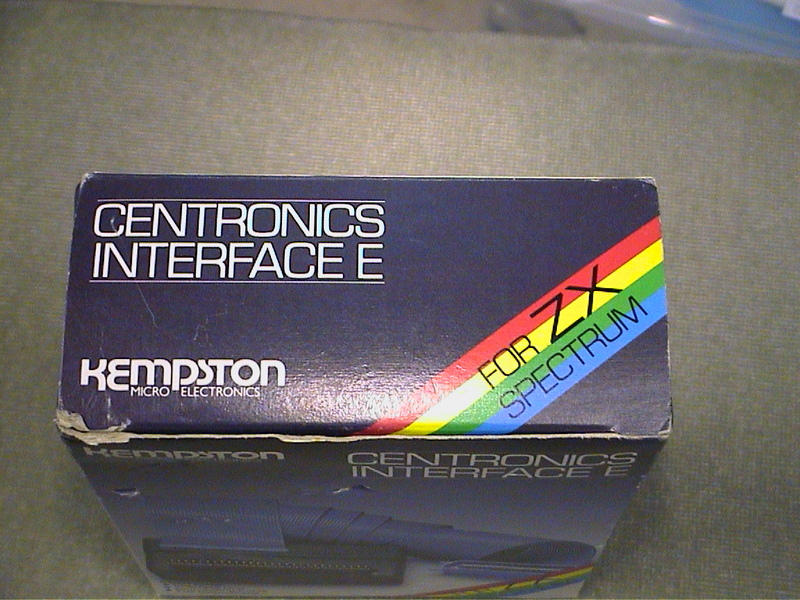 CENTRONICS
INTERFACE E
FOR ZX
SPECTRUM
KEMPSTON
MICRO ELECTRONICS
KEMPSTON
CENTRONICS
INTERFACE E